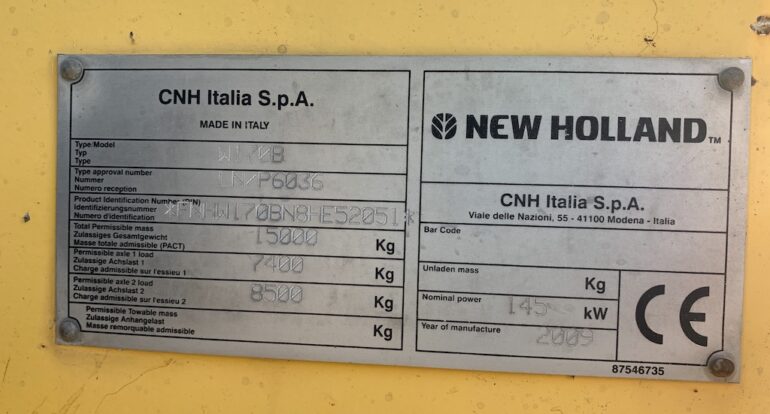 CNH Italia S.p.A.
MADE IN ITALY
Type/Model
Typ
Type
W170B
Type approval number
Nummer
Numero reception
LN/P6036
Product Identification Number (PIN)
Identifizierungsnummer
Numero d'identification
*FNHW170BN8HE52051*
Total Permissible mass
Zulassiges Gesamtgewicht
Masse totale admissible (PACT)
15000 Kg
Permissible axle 1 load
Zulassige Achslast 1
Charge admissible sur l'essieu 1
7400 Kg
Permissible axle 2 load
Zulassige Achslast 2
Charge admissible sur l'essieu 2
8500 Kg
Permissible Towable mass
Zulassige Anhangelast
Masse remorquable admissible
Kg
NEW HOLLAND TM
CNH Italia S.p.A.
Viale delle Nazioni, 55 - 41100 Modena - Italia
Bar Code
Unladen mass
Kg
Nominal power
145 kW
Year of manufacture
2009
CE
87546735